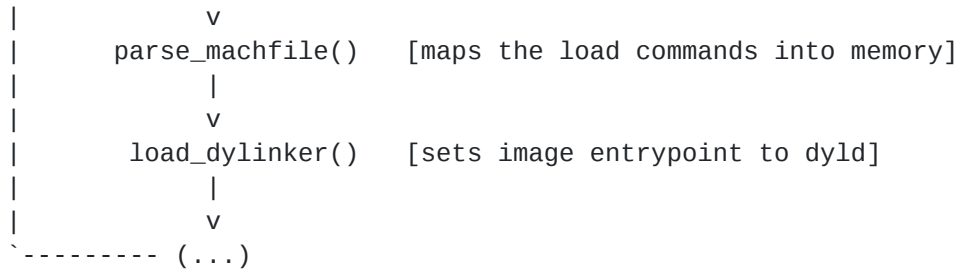 |             v
|      parse_machfile()   [maps the load commands into memory]
|             |
|             v
|       load_dylinker()   [sets image entrypoint to dyld]
|             |
|             v
`--------- (...)